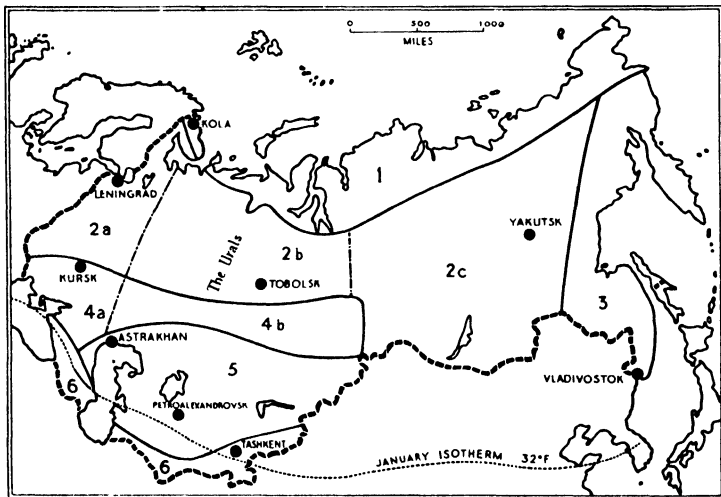 0 500 1000
MILES
KOLA
1
LENINGRAD
YAKUTSK
2a
The Urals
2b
2c
KURSK
TOBOLSK
3
4a
4b
ASTRAKHAN
5
VLADIVOSTOK
6
PETROALEXANDROVSK
TASHKENT
6
JANUARY ISOTHERM 32°F